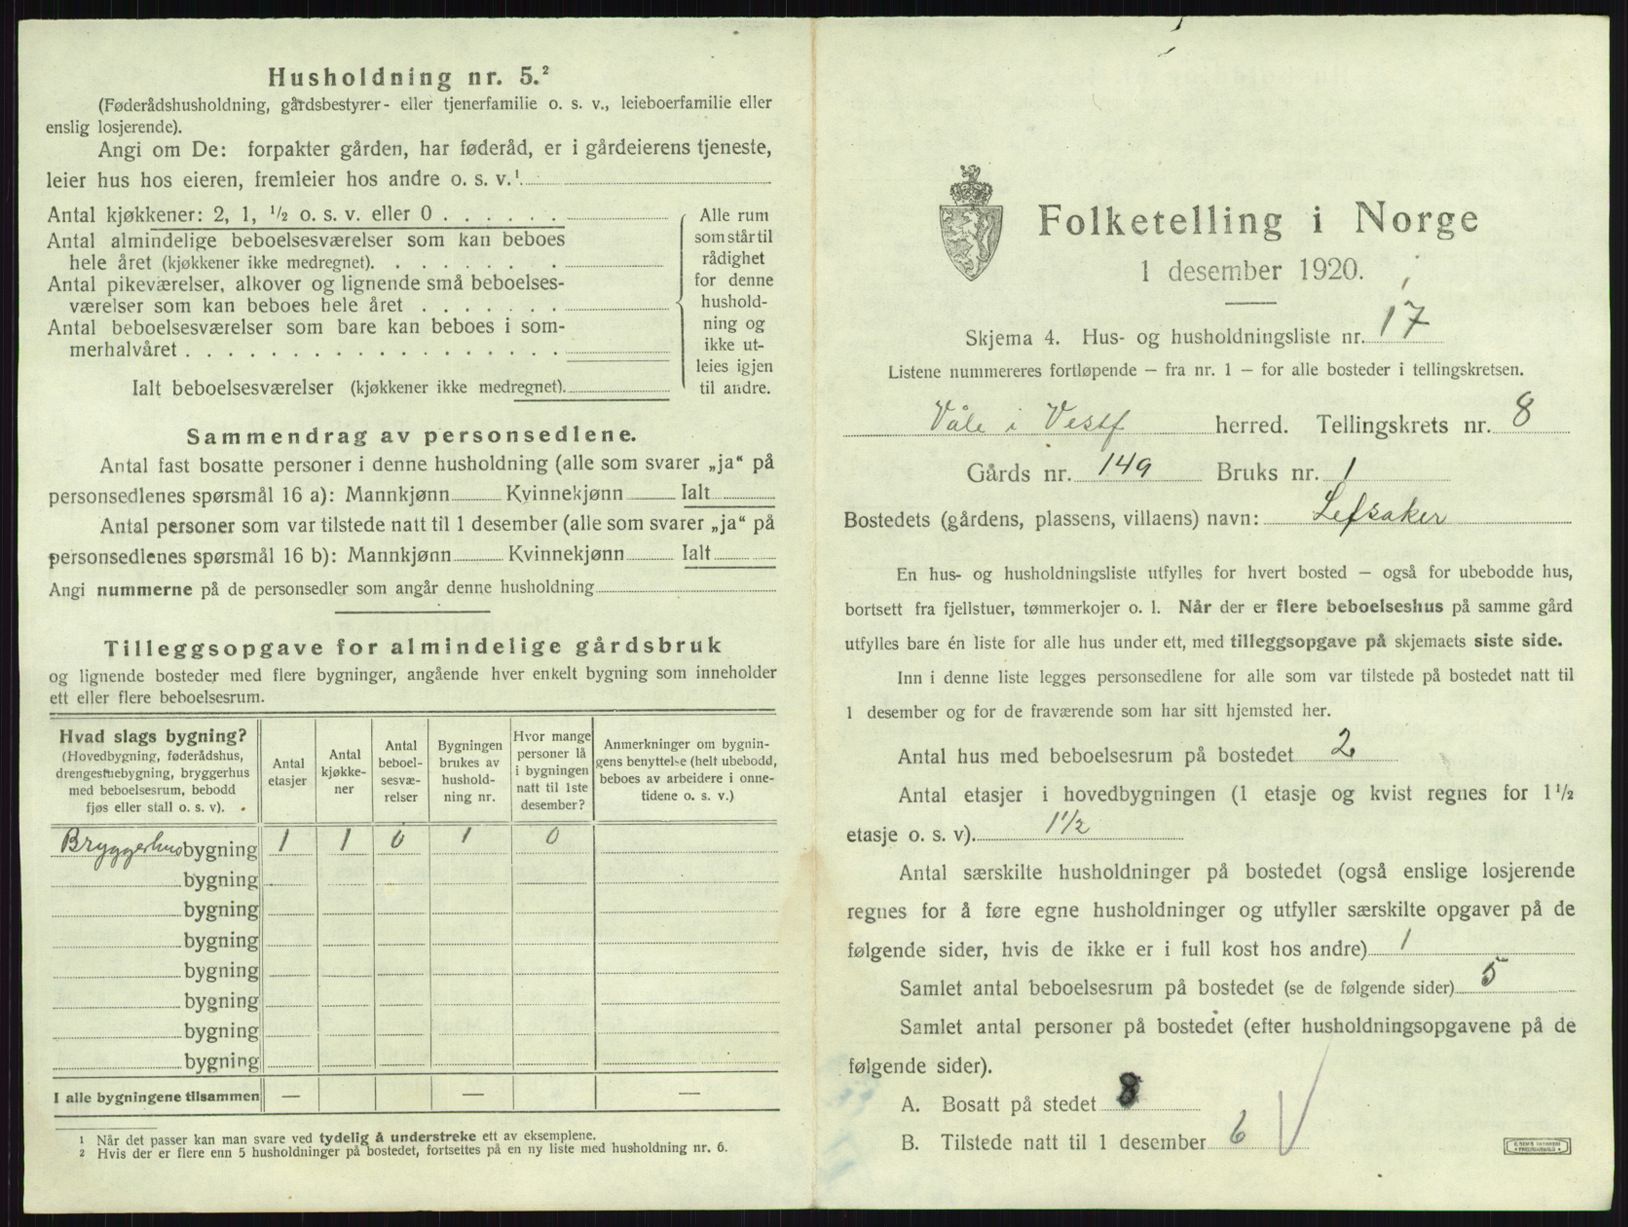 Husholdning nr. 5.²
(Føderådshusholdning, gårdsbestyrer- eller tjenerfamilie o. s. v., leieboerfamilie eller
enslig losjerende).
Angi om De: forpakter gården, har føderåd, er i gårdeierens tjeneste,
leier hus hos eieren, fremleier hos andre o. s. v.¹
Antal kjøkkener: 2, 1, ½ o. s. v. eller 0 . . . . . .
Antal almindelige beboelsesværelser som kan beboes
hele året (kjøkkener ikke medregnet). . . . . . . . .
Antal pikeværelser, alkover og lignende små beboelses-
værelser som kan beboes hele året . . . . . . .
Antal beboelsesværelser som bare kan beboes i som-
merhalvåret . . . . . . . . . . . . . . . . . .
Ialt beboelsesværelser (kjøkkener ikke medregnet).
Alle rum
som står til
rådighet
for denne
hushold-
ning og
ikke ut-
leies igjen
til andre.
Sammendrag av personsedlene.
Antal fast bosatte personer i denne husholdning (alle som svarer „ja“ på
personsedlenes spørsmål 16 a): Mannkjønn Kvinnekjønn Ialt
Antal personer som var tilstede natt til 1 desember (alle som svarer „ja“ på
personsedlenes spørsmål 16 b): Mannkjønn Kvinnekjønn Ialt
Angi nummerne på de personsedler som angår denne husholdning
Tilleggsopgave for almindelige gårdsbruk
og lignende bosteder med flere bygninger, angående hver enkelt bygning som inneholder
ett eller flere beboelsesrum.
Hvad slags bygning?
(Hovedbygning, føderådshus,
drengestuebygning, bryggerhus
med beboelsesrum, bebodd
fjøs eller stall o. s. v).
Antal
etasjer
Antal
kjøkke-
ner
Antal
beboel-
sesvæ-
relser
Bygningen
brukes av
hushold-
ning nr.
Hvor mange
personer lå
i bygningen
natt til 1ste
desember?
Anmerkninger om bygnin-
gens benyttelse (helt ubebodd,
beboes av arbeidere i onne-
tidene o. s. v.)
Bryggerhus bygning 1 1 0 1 0
bygning
bygning
bygning
bygning
bygning
bygning
bygning
I alle bygningene tilsammen — — —
¹ Når det passer kan man svare ved tydelig å understreke ett av eksemplene.
² Hvis der er flere enn 5 husholdninger på bostedet, fortsettes på en ny liste med husholdning nr. 6.
Folketelling i Norge
1 desember 1920.
Skjema 4. Hus- og husholdningsliste nr. 17
Listene nummereres fortløpende — fra nr. 1 — for alle bosteder i tellingskretsen.
Våle i Vestf herred. Tellingskrets nr. 8
Gårds nr. 149 Bruks nr. 1
Bostedets (gårdens, plassens, villaens) navn: Lefsaker
En hus- og husholdningsliste utfylles for hvert bosted — også for ubebodde hus,
bortsett fra fjellstuer, tømmerkojer o. l. Når der er flere beboelseshus på samme gård
utfylles bare én liste for alle hus under ett, med tilleggsopgave på skjemaets siste side.
Inn i denne liste legges personsedlene for alle som var tilstede på bostedet natt til
1 desember og for de fraværende som har sitt hjemsted her.
Antal hus med beboelsesrum på bostedet 2
Antal etasjer i hovedbygningen (1 etasje og kvist regnes for 1½
etasje o. s. v). 1½
Antal særskilte husholdninger på bostedet (også enslige losjerende
regnes for å føre egne husholdninger og utfyller særskilte opgaver på de
følgende sider, hvis de ikke er i full kost hos andre) 1
Samlet antal beboelsesrum på bostedet (se de følgende sider) 5
Samlet antal personer på bostedet (efter husholdningsopgavene på de
følgende sider).
A. Bosatt på stedet 8
B. Tilstede natt til 1 desember 6